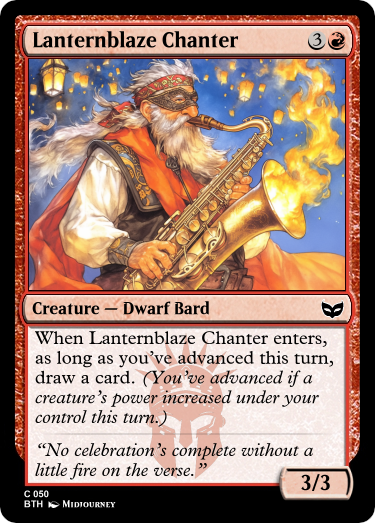 Lanternblaze Chanter 3
Creature — Dwarf Bard
When Lanternblaze Chanter enters,
as long as you've advanced this turn,
draw a card. (You've advanced if a
creature's power increased under your
control this turn.)
“No celebration's complete without a
little fire on the verse.”
3/3
C 050
BTH Midjourney